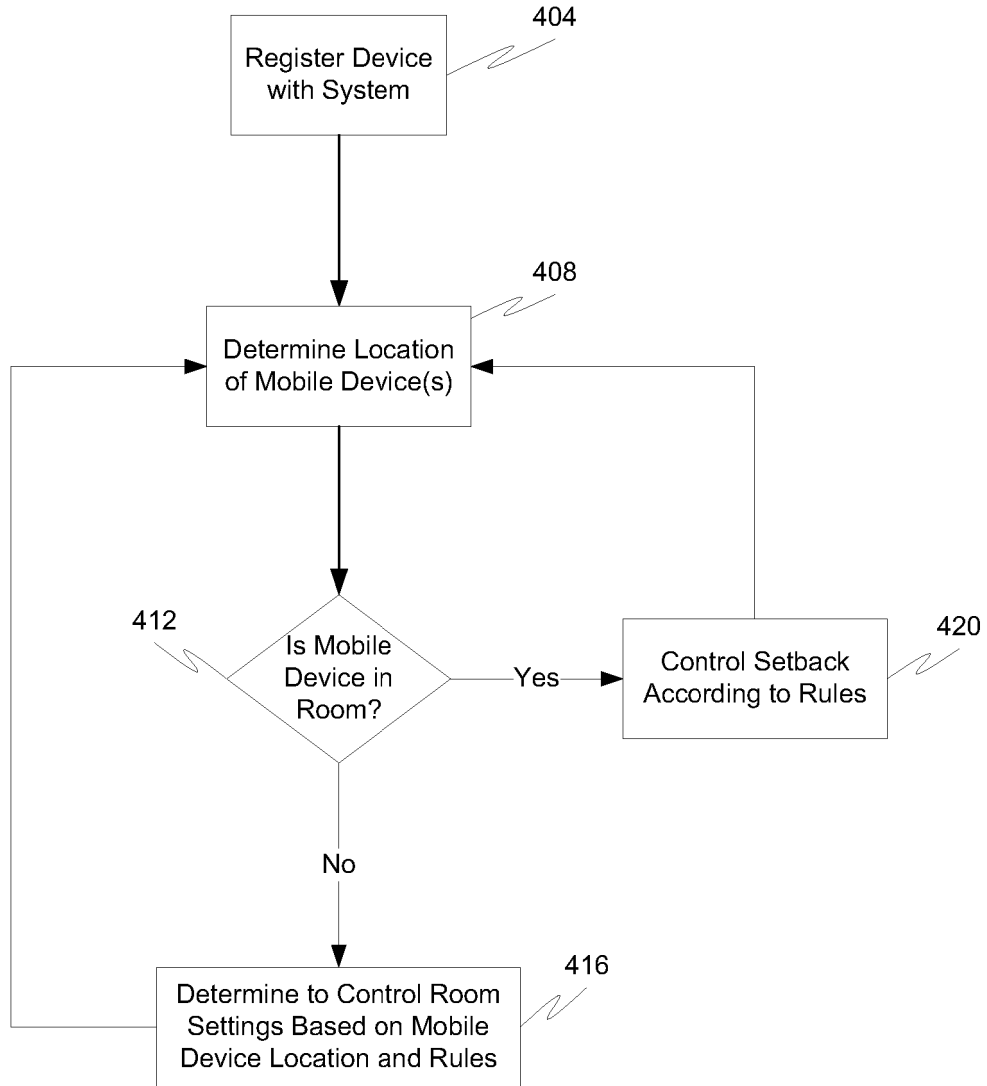 404
Register Device
with System
408
Determine Location
of Mobile Device(s)
412
Is Mobile
Device in
Room?
Yes
420
Control Setback
According to Rules
No
416
Determine to Control Room
Settings Based on Mobile
Device Location and Rules